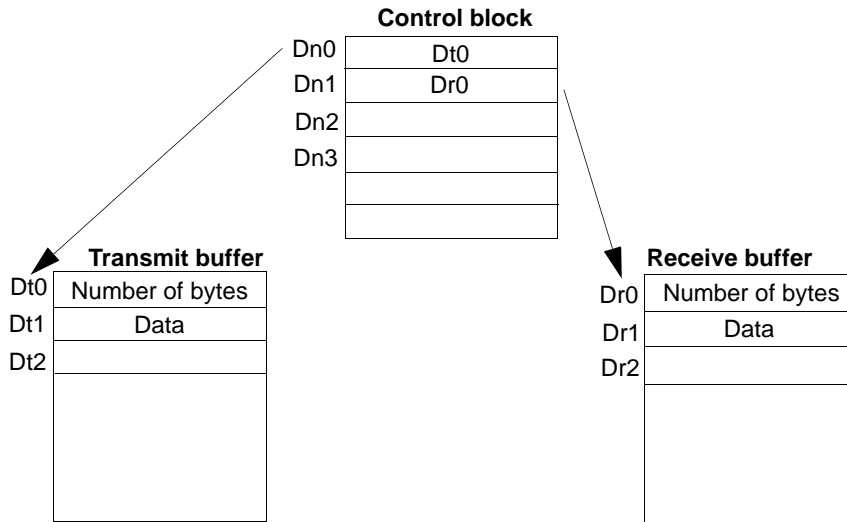 Control block
Dn0 Dt0
Dn1 Dr0
Dn2
Dn3
Transmit buffer
Dt0 Number of bytes
Dt1 Data
Dt2
Receive buffer
Dr0 Number of bytes
Dr1 Data
Dr2